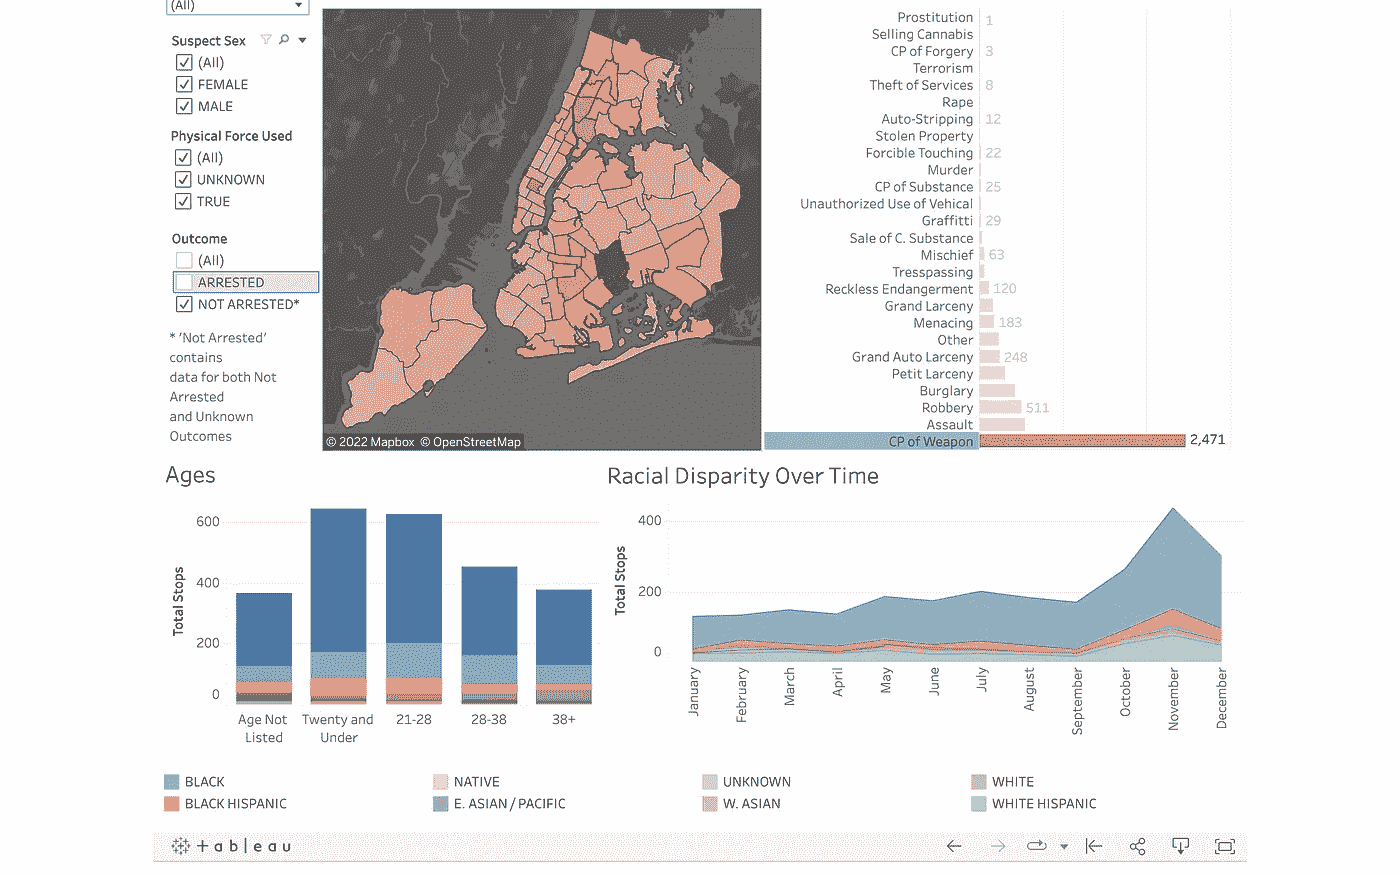 (All)
Suspect Sex
(All)
FEMALE
MALE
Physical Force Used
(All)
UNKNOWN
TRUE
Outcome
(All)
ARRESTED
NOT ARRESTED*
* 'Not Arrested'
contains
data for both Not
Arrested
and Unknown
Outcomes
© 2022 Mapbox © OpenStreetMap
Prostitution 1
Selling Cannabis
CP of Forgery 3
Terrorism
Theft of Services 8
Rape
Auto-Stripping 12
Stolen Property
Forcible Touching 22
Murder
CP of Substance 25
Unauthorized Use of Vehical
Graffitti 29
Sale of C. Substance
Mischief 63
Tresspassing
Reckless Endangerment 120
Grand Larceny
Menacing 183
Other
Grand Auto Larceny 248
Petit Larceny
Burglary
Robbery 511
Assault
CP of Weapon 2,471
Ages
Total Stops
600
400
200
0
Age Not
Listed
Twenty and
Under
21-28
28-38
38+
Racial Disparity Over Time
Total Stops
400
200
0
January
February
March
April
May
June
July
August
September
October
November
December
BLACK
BLACK HISPANIC
NATIVE
E. ASIAN / PACIFIC
UNKNOWN
W. ASIAN
WHITE
WHITE HISPANIC
+ a b l e a u